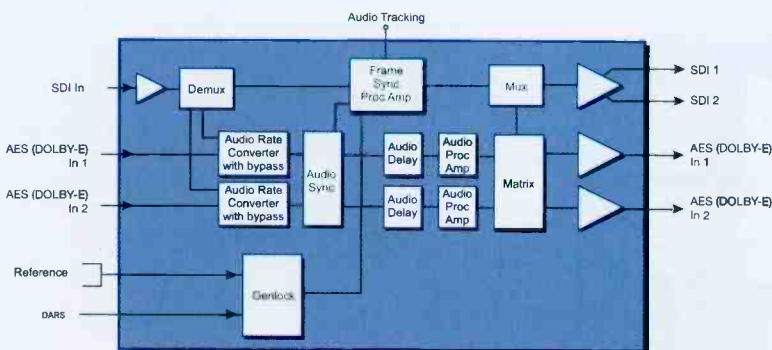 Audio Tracking
SDI In
Demux
Frame
Sync
Proc Amp
Mux
SDI 1
SDI 2
AES (DOLBY-E)
In 1
Audio Rate
Converter
with bypass
Audio Sync
Audio
Delay
Audio
Proc
Amp
Matrix
AES (DOLBY-E)
In 1
AES (DOLBY-E)
In 2
Audio Rate
Converter
with bypass
Audio
Delay
Audio
Proc
Amp
AES (DOLBY-E)
In 2
Reference
Genlock
DARS